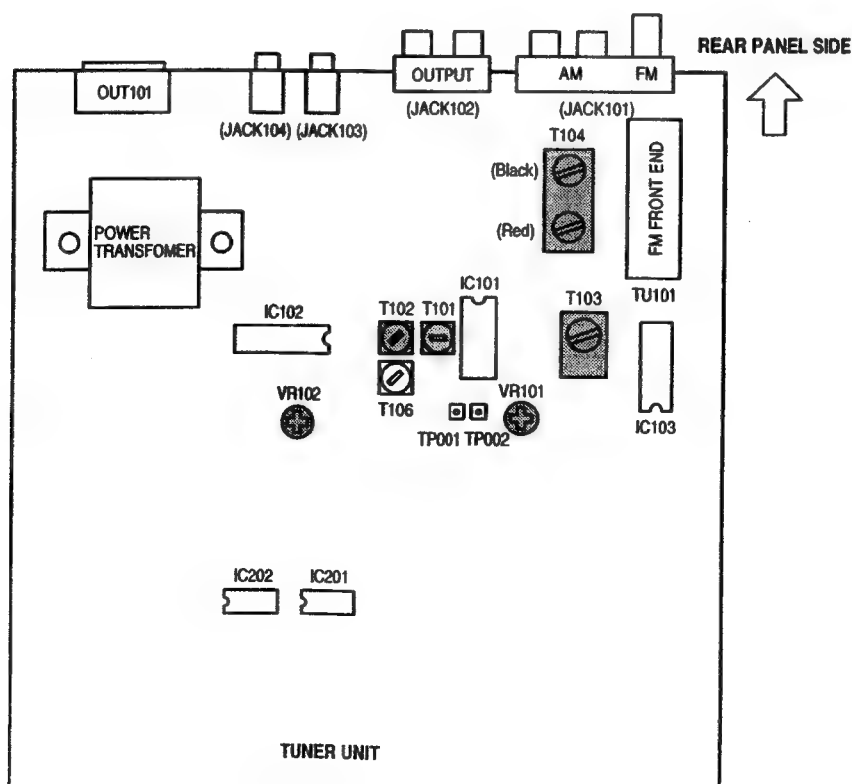 REAR PANEL SIDE
OUT101
OUTPUT
AM FM
(JACK104) (JACK103)
(JACK102)
(JACK101)
T104
(Black)
(Red)
FM FRONT END
TU101
POWER
TRANSFOMER
IC101
IC102
T102 T101
T103
T106
VR102
VR101
TP001 TP002
IC103
IC202 IC201
TUNER UNIT